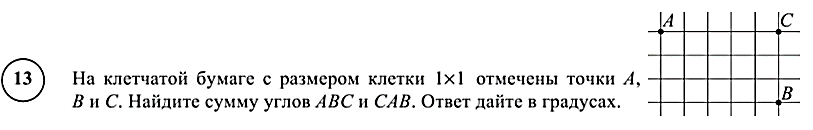 A C
13 На клетчатой бумаге с размером клетки 1×1 отмечены точки A,
B и C. Найдите сумму углов ABC и CAB. Ответ дайте в градусах.
B